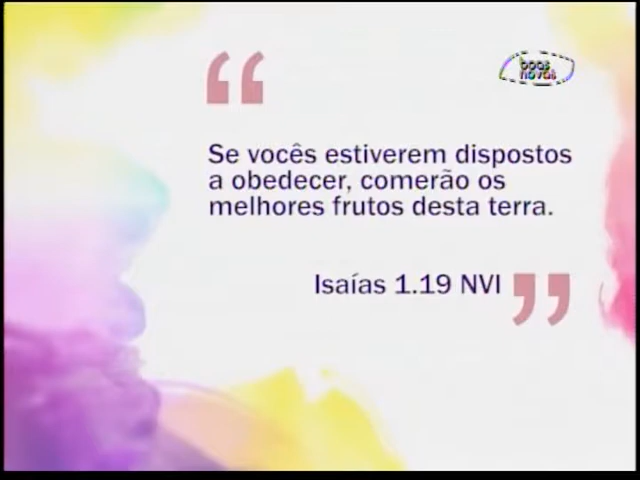 boas
novas
“
Se vocês estiverem dispostos
a obedecer, comerão os
melhores frutos desta terra.
Isaías 1.19 NVI ”